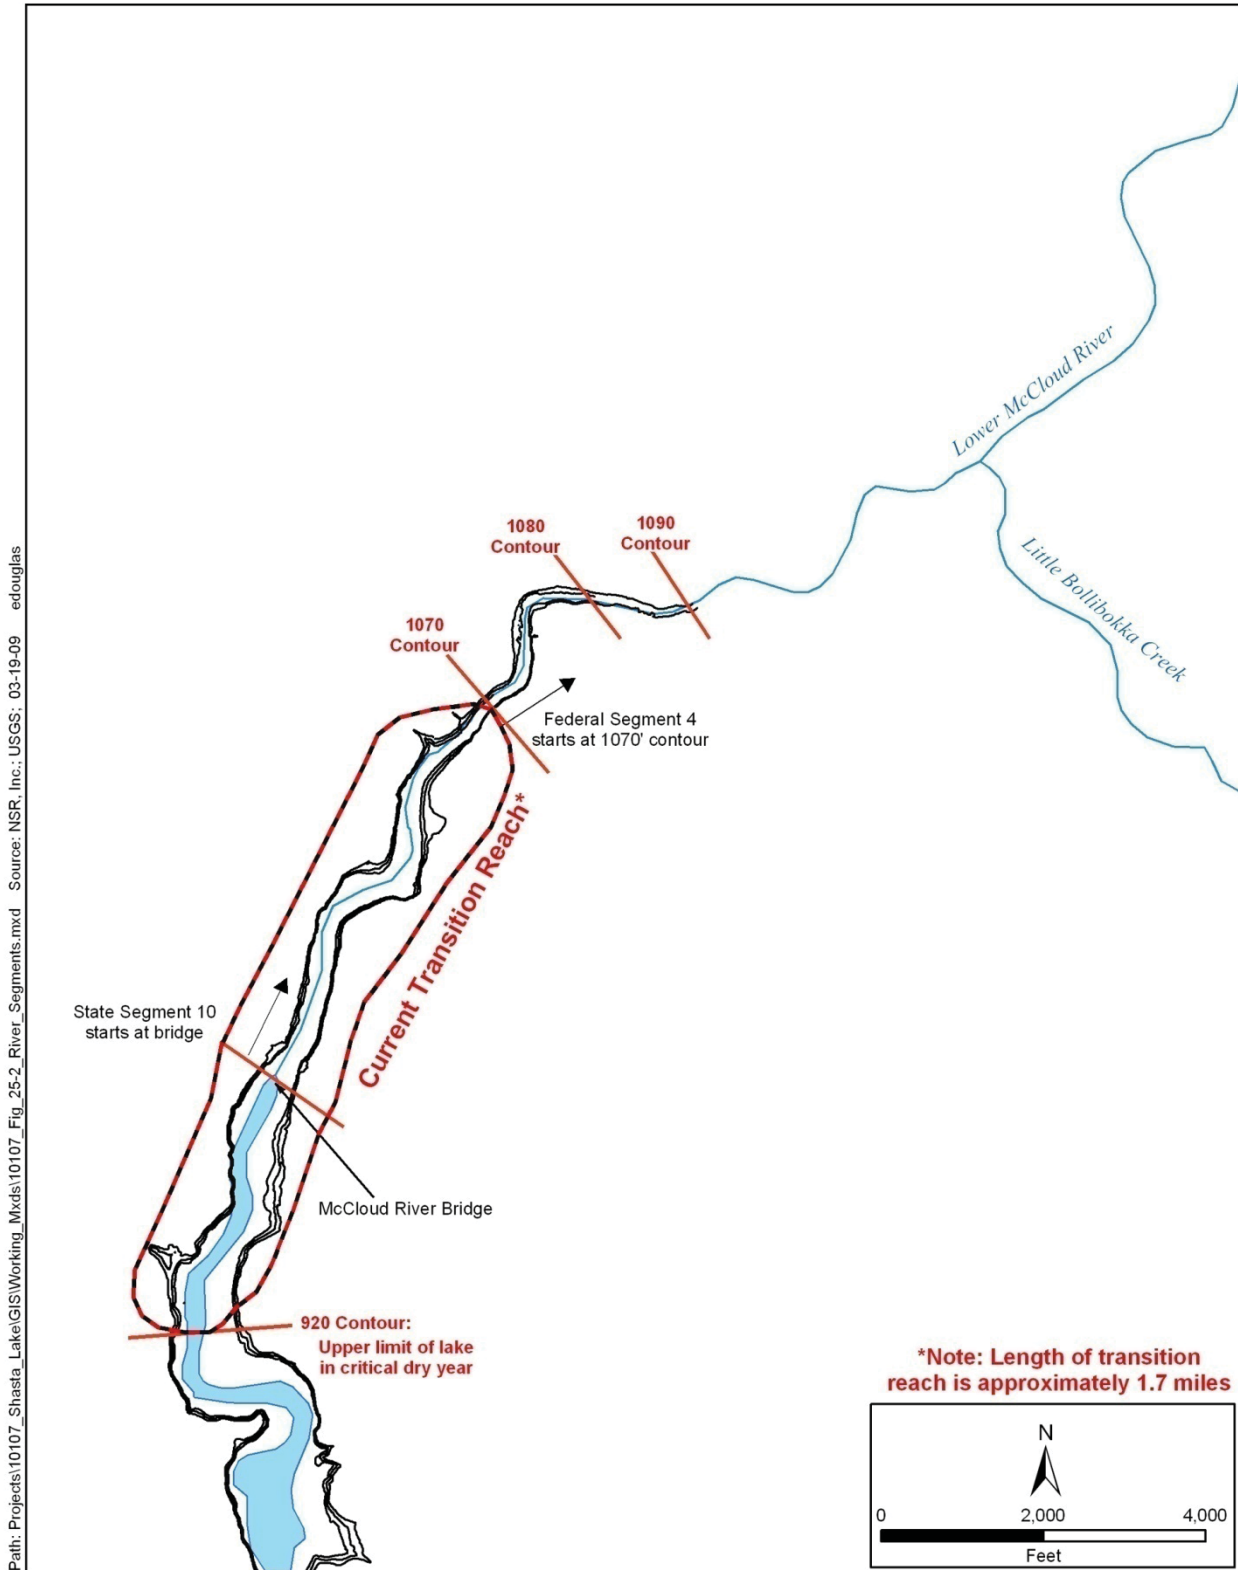 Path: Projects\10107_Shasta_Lake\GIS\Working_Mxds\10107_Fig_25-2_River_Segments.mxd Source: NSR, Inc.; USGS; 03-19-09 edouglas
Lower McCloud River
Little Bollibokka Creek
1080
Contour
1090
Contour
1070
Contour
Federal Segment 4
starts at 1070' contour
Current Transition Reach*
State Segment 10
starts at bridge
McCloud River Bridge
920 Contour:
Upper limit of lake
in critical dry year
*Note: Length of transition
reach is approximately 1.7 miles
N
0 2,000 4,000
Feet